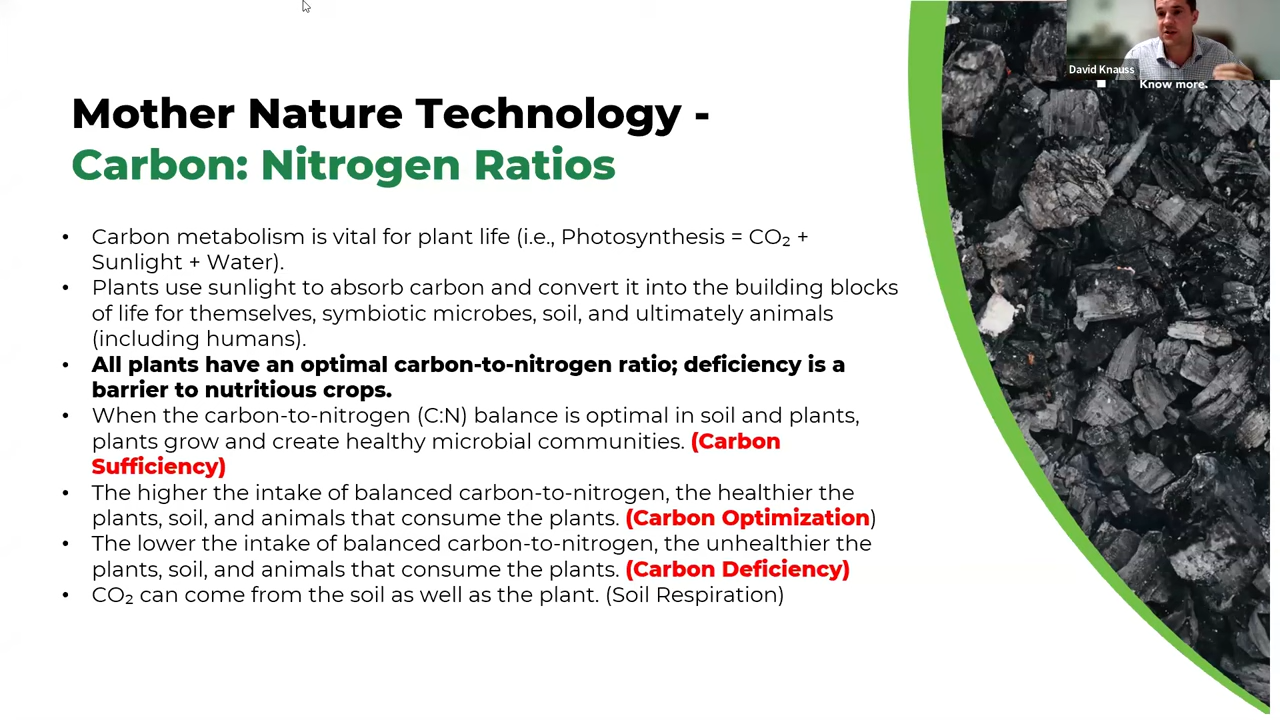 David Knauss
Know more.
Mother Nature Technology -
Carbon: Nitrogen Ratios
• Carbon metabolism is vital for plant life (i.e., Photosynthesis = CO₂ +
Sunlight + Water).
• Plants use sunlight to absorb carbon and convert it into the building blocks
of life for themselves, symbiotic microbes, soil, and ultimately animals
(including humans).
• All plants have an optimal carbon-to-nitrogen ratio; deficiency is a
barrier to nutritious crops.
• When the carbon-to-nitrogen (C:N) balance is optimal in soil and plants,
plants grow and create healthy microbial communities. (Carbon
Sufficiency)
• The higher the intake of balanced carbon-to-nitrogen, the healthier the
plants, soil, and animals that consume the plants. (Carbon Optimization)
• The lower the intake of balanced carbon-to-nitrogen, the unhealthier the
plants, soil, and animals that consume the plants. (Carbon Deficiency)
• CO₂ can come from the soil as well as the plant. (Soil Respiration)